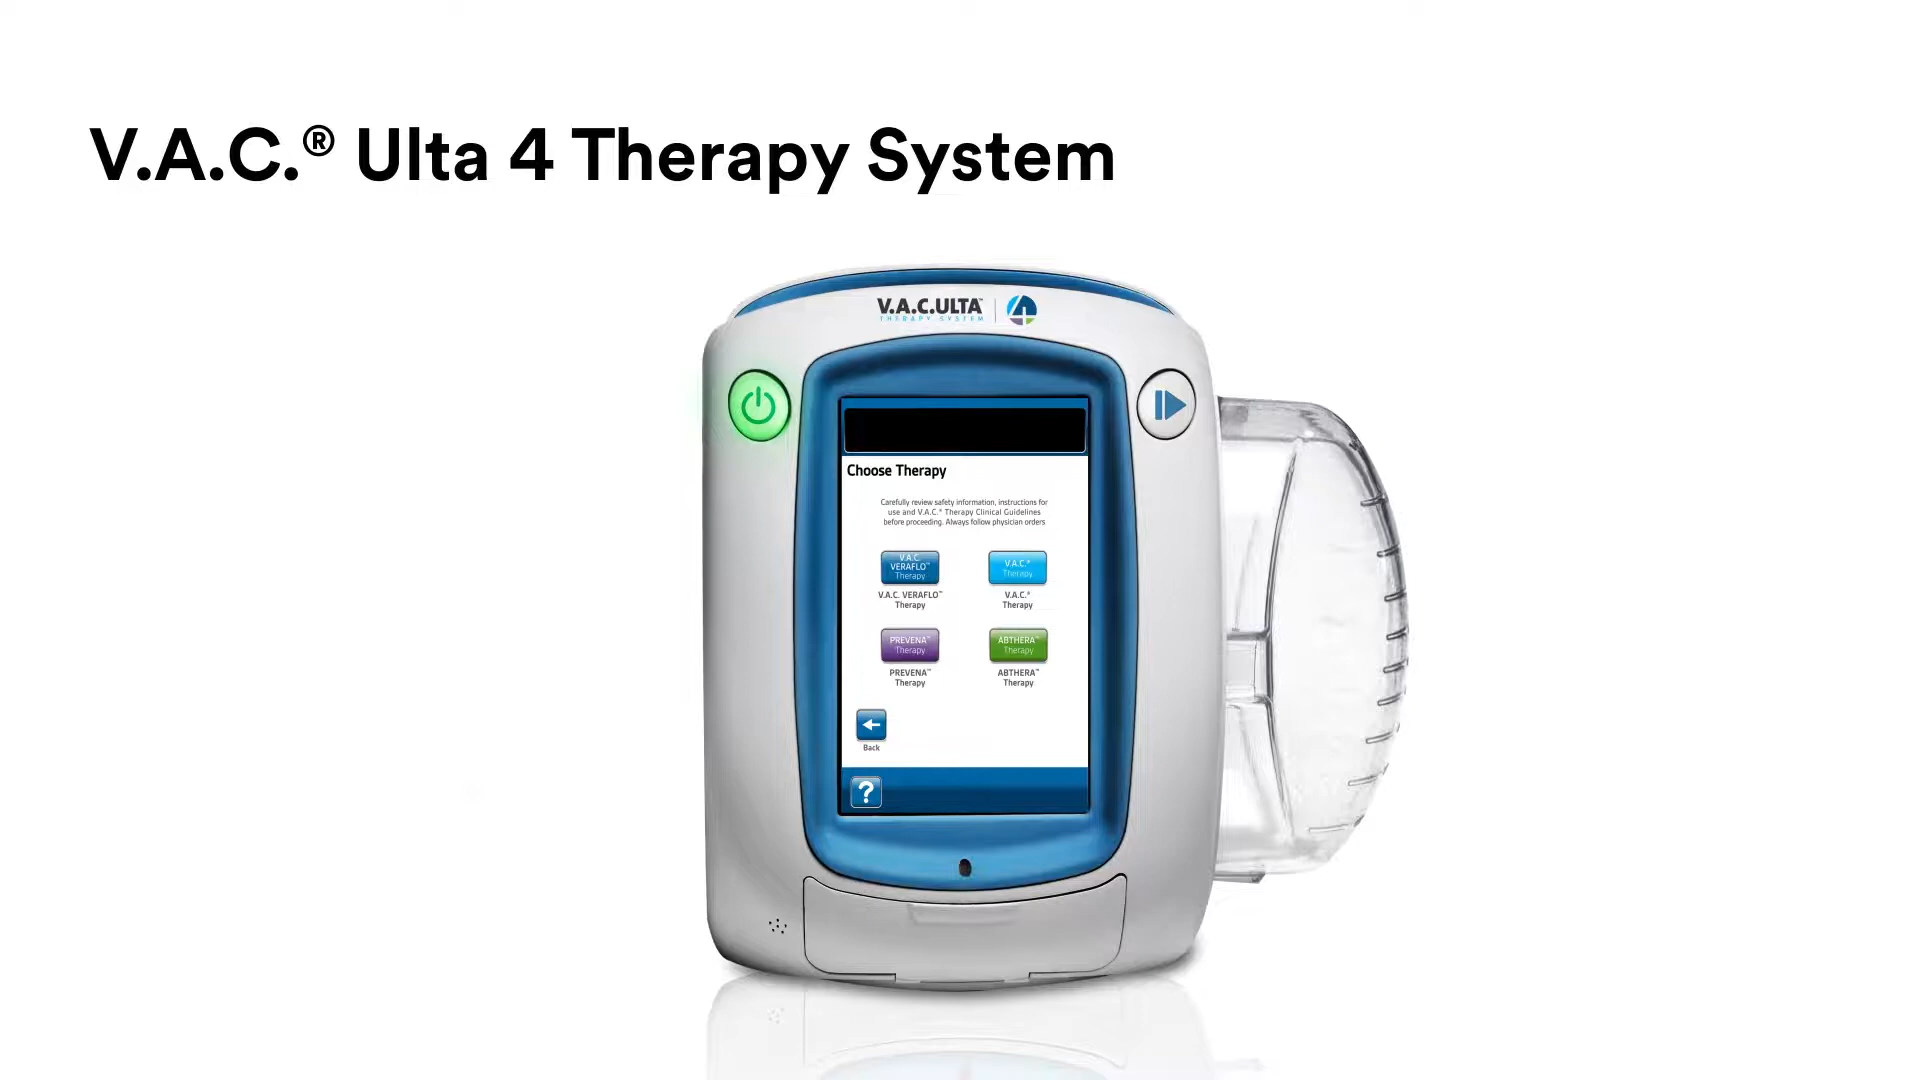 V.A.C.® Ulta 4 Therapy System
V.A.C.ULTA™
THERAPY SYSTEM
4
Choose Therapy
Carefully review safety information, instructions for
use and V.A.C.® Therapy Clinical Guidelines
before proceeding. Always follow physician orders
V.A.C.
VERAFLO™
Therapy
V.A.C.®
Therapy
V.A.C. VERAFLO™
Therapy
V.A.C.®
Therapy
PREVENA™
Therapy
ABTHERA™
Therapy
PREVENA™
Therapy
ABTHERA™
Therapy
Back
?